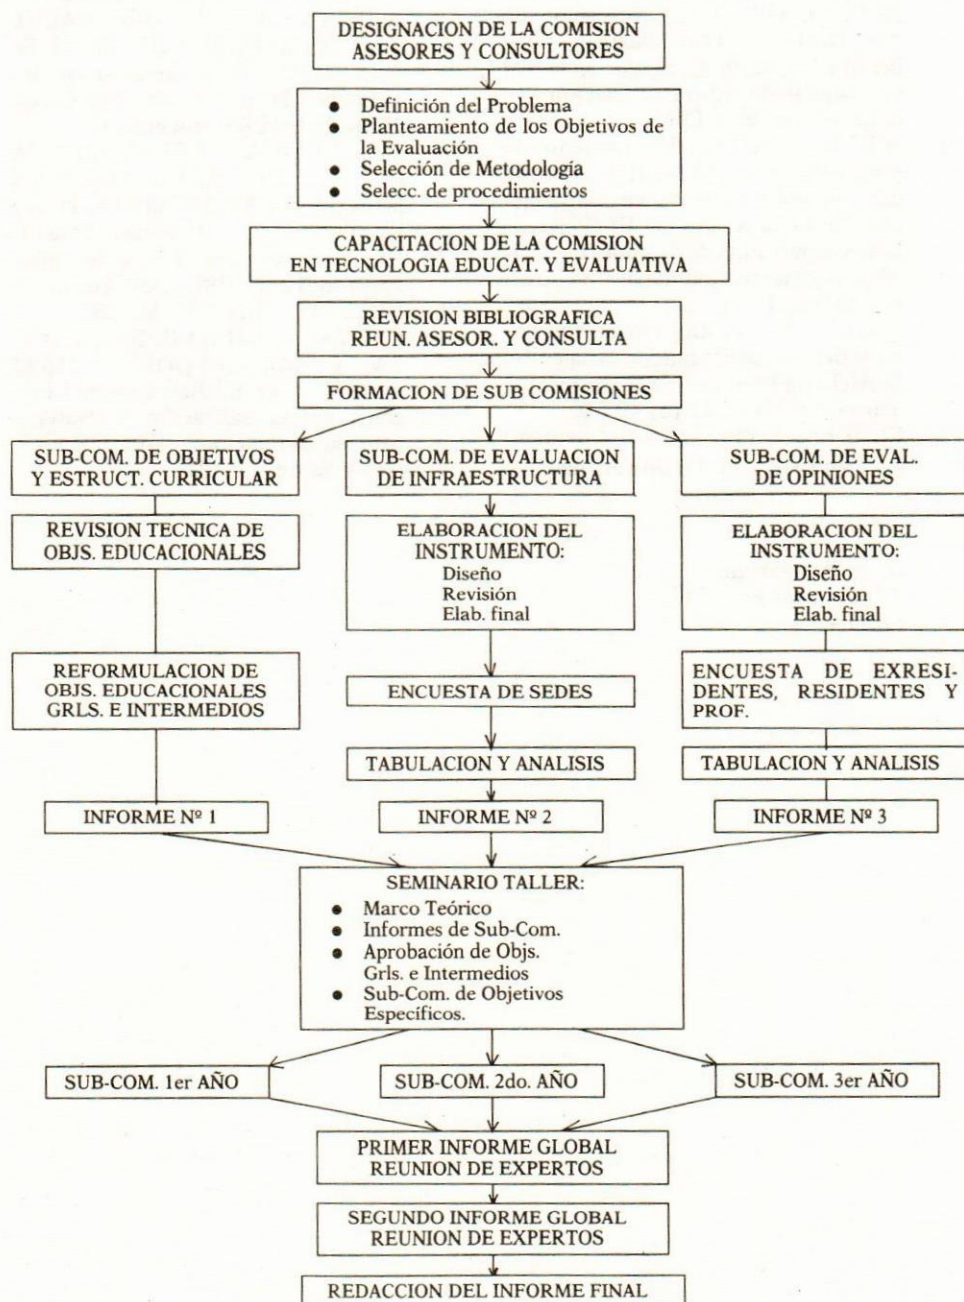 DESIGNACION DE LA COMISION
ASESORES Y CONSULTORES
● Definición del Problema
● Planteamiento de los Objetivos de
la Evaluación
● Selección de Metodología
● Selecc. de procedimientos
CAPACITACION DE LA COMISION
EN TECNOLOGIA EDUCAT. Y EVALUATIVA
REVISION BIBLIOGRAFICA
REUN. ASESOR. Y CONSULTA
FORMACION DE SUB COMISIONES
SUB-COM. DE OBJETIVOS
Y ESTRUCT. CURRICULAR
REVISION TECNICA DE
OBJS. EDUCACIONALES
REFORMULACION DE
OBJS. EDUCACIONALES
GRLS. E INTERMEDIOS
INFORME Nº 1
SUB-COM. DE EVALUACION
DE INFRAESTRUCTURA
ELABORACION DEL
INSTRUMENTO:
Diseño
Revisión
Elab. final
ENCUESTA DE SEDES
TABULACION Y ANALISIS
INFORME Nº 2
SUB-COM. DE EVAL.
DE OPINIONES
ELABORACION DEL
INSTRUMENTO:
Diseño
Revisión
Elab. final
ENCUESTA DE EXRESI-
DENTES, RESIDENTES Y
PROF.
TABULACION Y ANALISIS
INFORME Nº 3
SEMINARIO TALLER:
● Marco Teórico
● Informes de Sub-Com.
● Aprobación de Objs.
Grls. e Intermedios
● Sub-Com. de Objetivos
Específicos.
SUB-COM. 1er AÑO
SUB-COM. 2do. AÑO
SUB-COM. 3er AÑO
PRIMER INFORME GLOBAL
REUNION DE EXPERTOS
SEGUNDO INFORME GLOBAL
REUNION DE EXPERTOS
REDACCION DEL INFORME FINAL